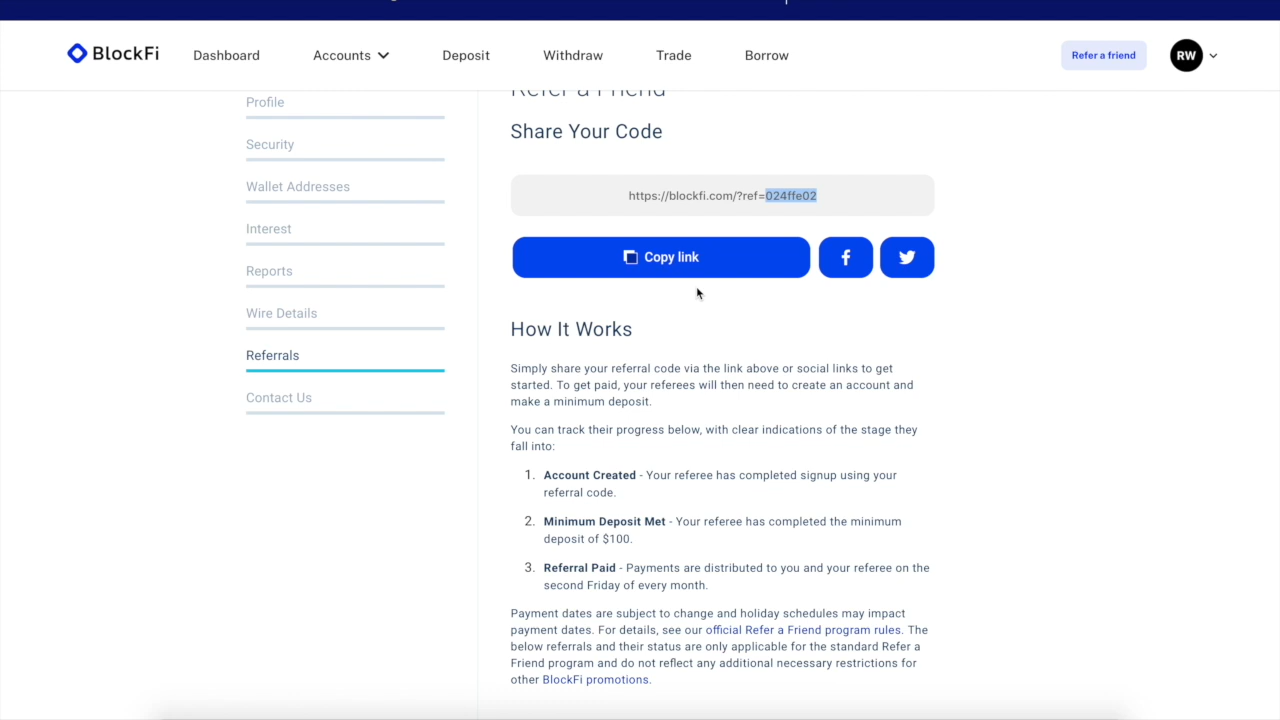 BlockFi
Dashboard
Accounts
Deposit
Withdraw
Trade
Borrow
Refer a friend
RW
Profile
Security
Wallet Addresses
Interest
Reports
Wire Details
Referrals
Contact Us
Refer a Friend
Share Your Code
https://blockfi.com/?ref=024ffe02
Copy link
How It Works
Simply share your referral code via the link above or social links to get
started. To get paid, your referees will then need to create an account and
make a minimum deposit.
You can track their progress below, with clear indications of the stage they
fall into:
1. Account Created - Your referee has completed signup using your
referral code.
2. Minimum Deposit Met - Your referee has completed the minimum
deposit of $100.
3. Referral Paid - Payments are distributed to you and your referee on the
second Friday of every month.
Payment dates are subject to change and holiday schedules may impact
payment dates. For details, see our official Refer a Friend program rules. The
below referrals and their status are only applicable for the standard Refer a
Friend program and do not reflect any additional necessary restrictions for
other BlockFi promotions.